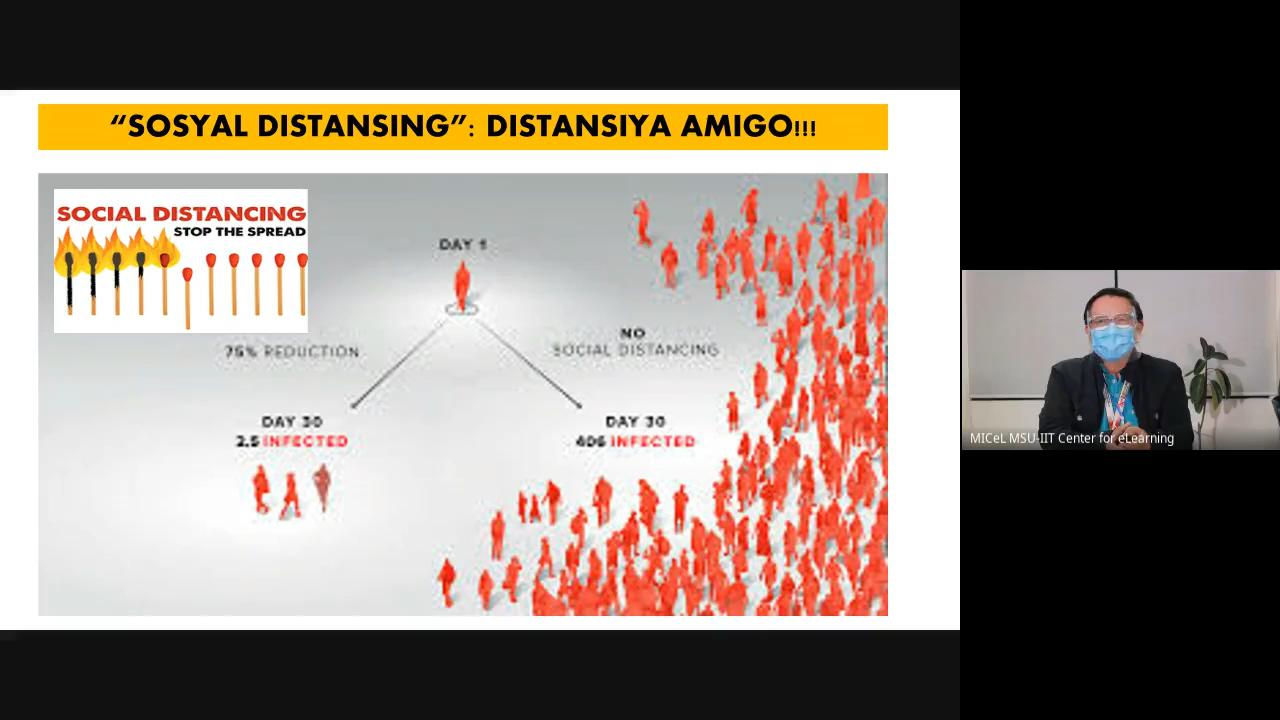 “SOSYAL DISTANSING”: DISTANSIYA AMIGO!!!
SOCIAL DISTANCING
STOP THE SPREAD
DAY 1
75% REDUCTION
NO
SOCIAL DISTANCING
DAY 30
2.5 INFECTED
DAY 30
406 INFECTED
MICeL MSU-IIT Center for eLearning